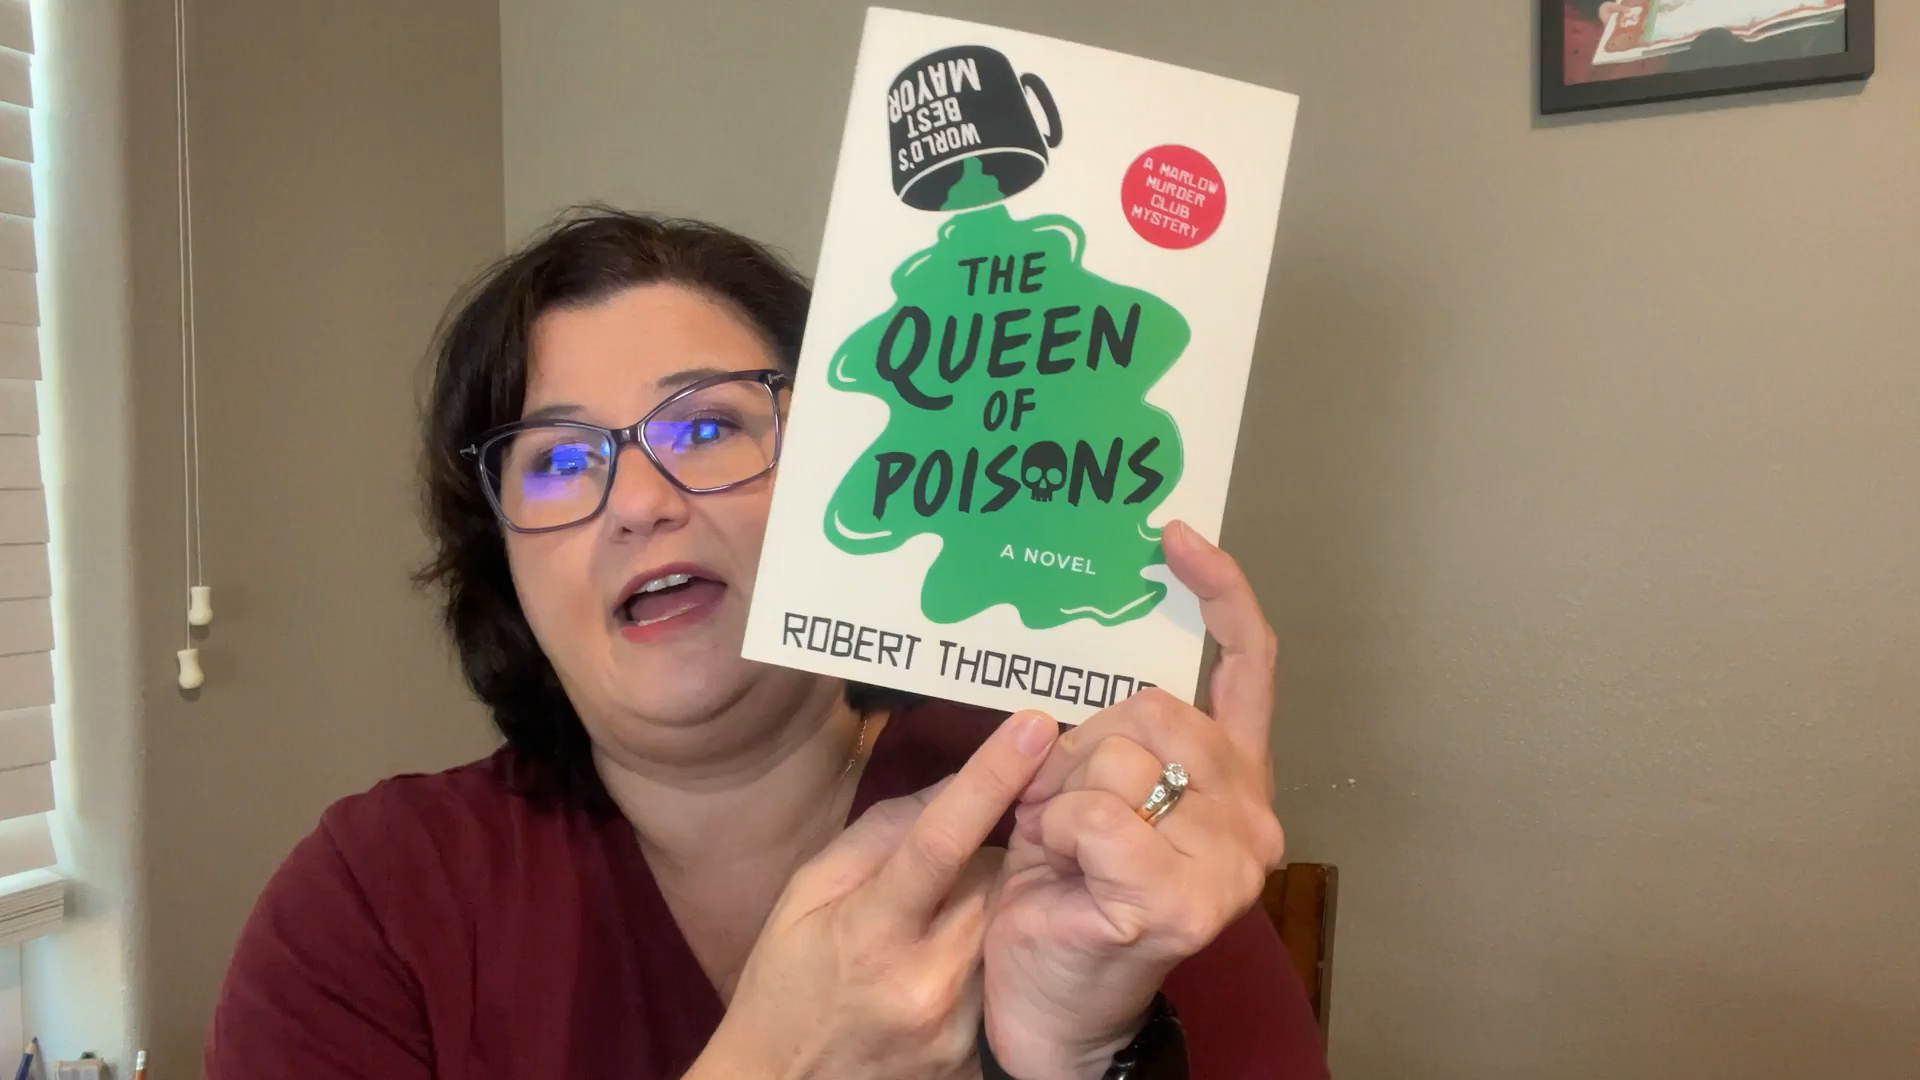 WORLD'S
BEST
MAYOR
A MARLOW
MURDER
CLUB
MYSTERY
THE
QUEEN
OF
POISONS
A NOVEL
ROBERT THOROGOOD